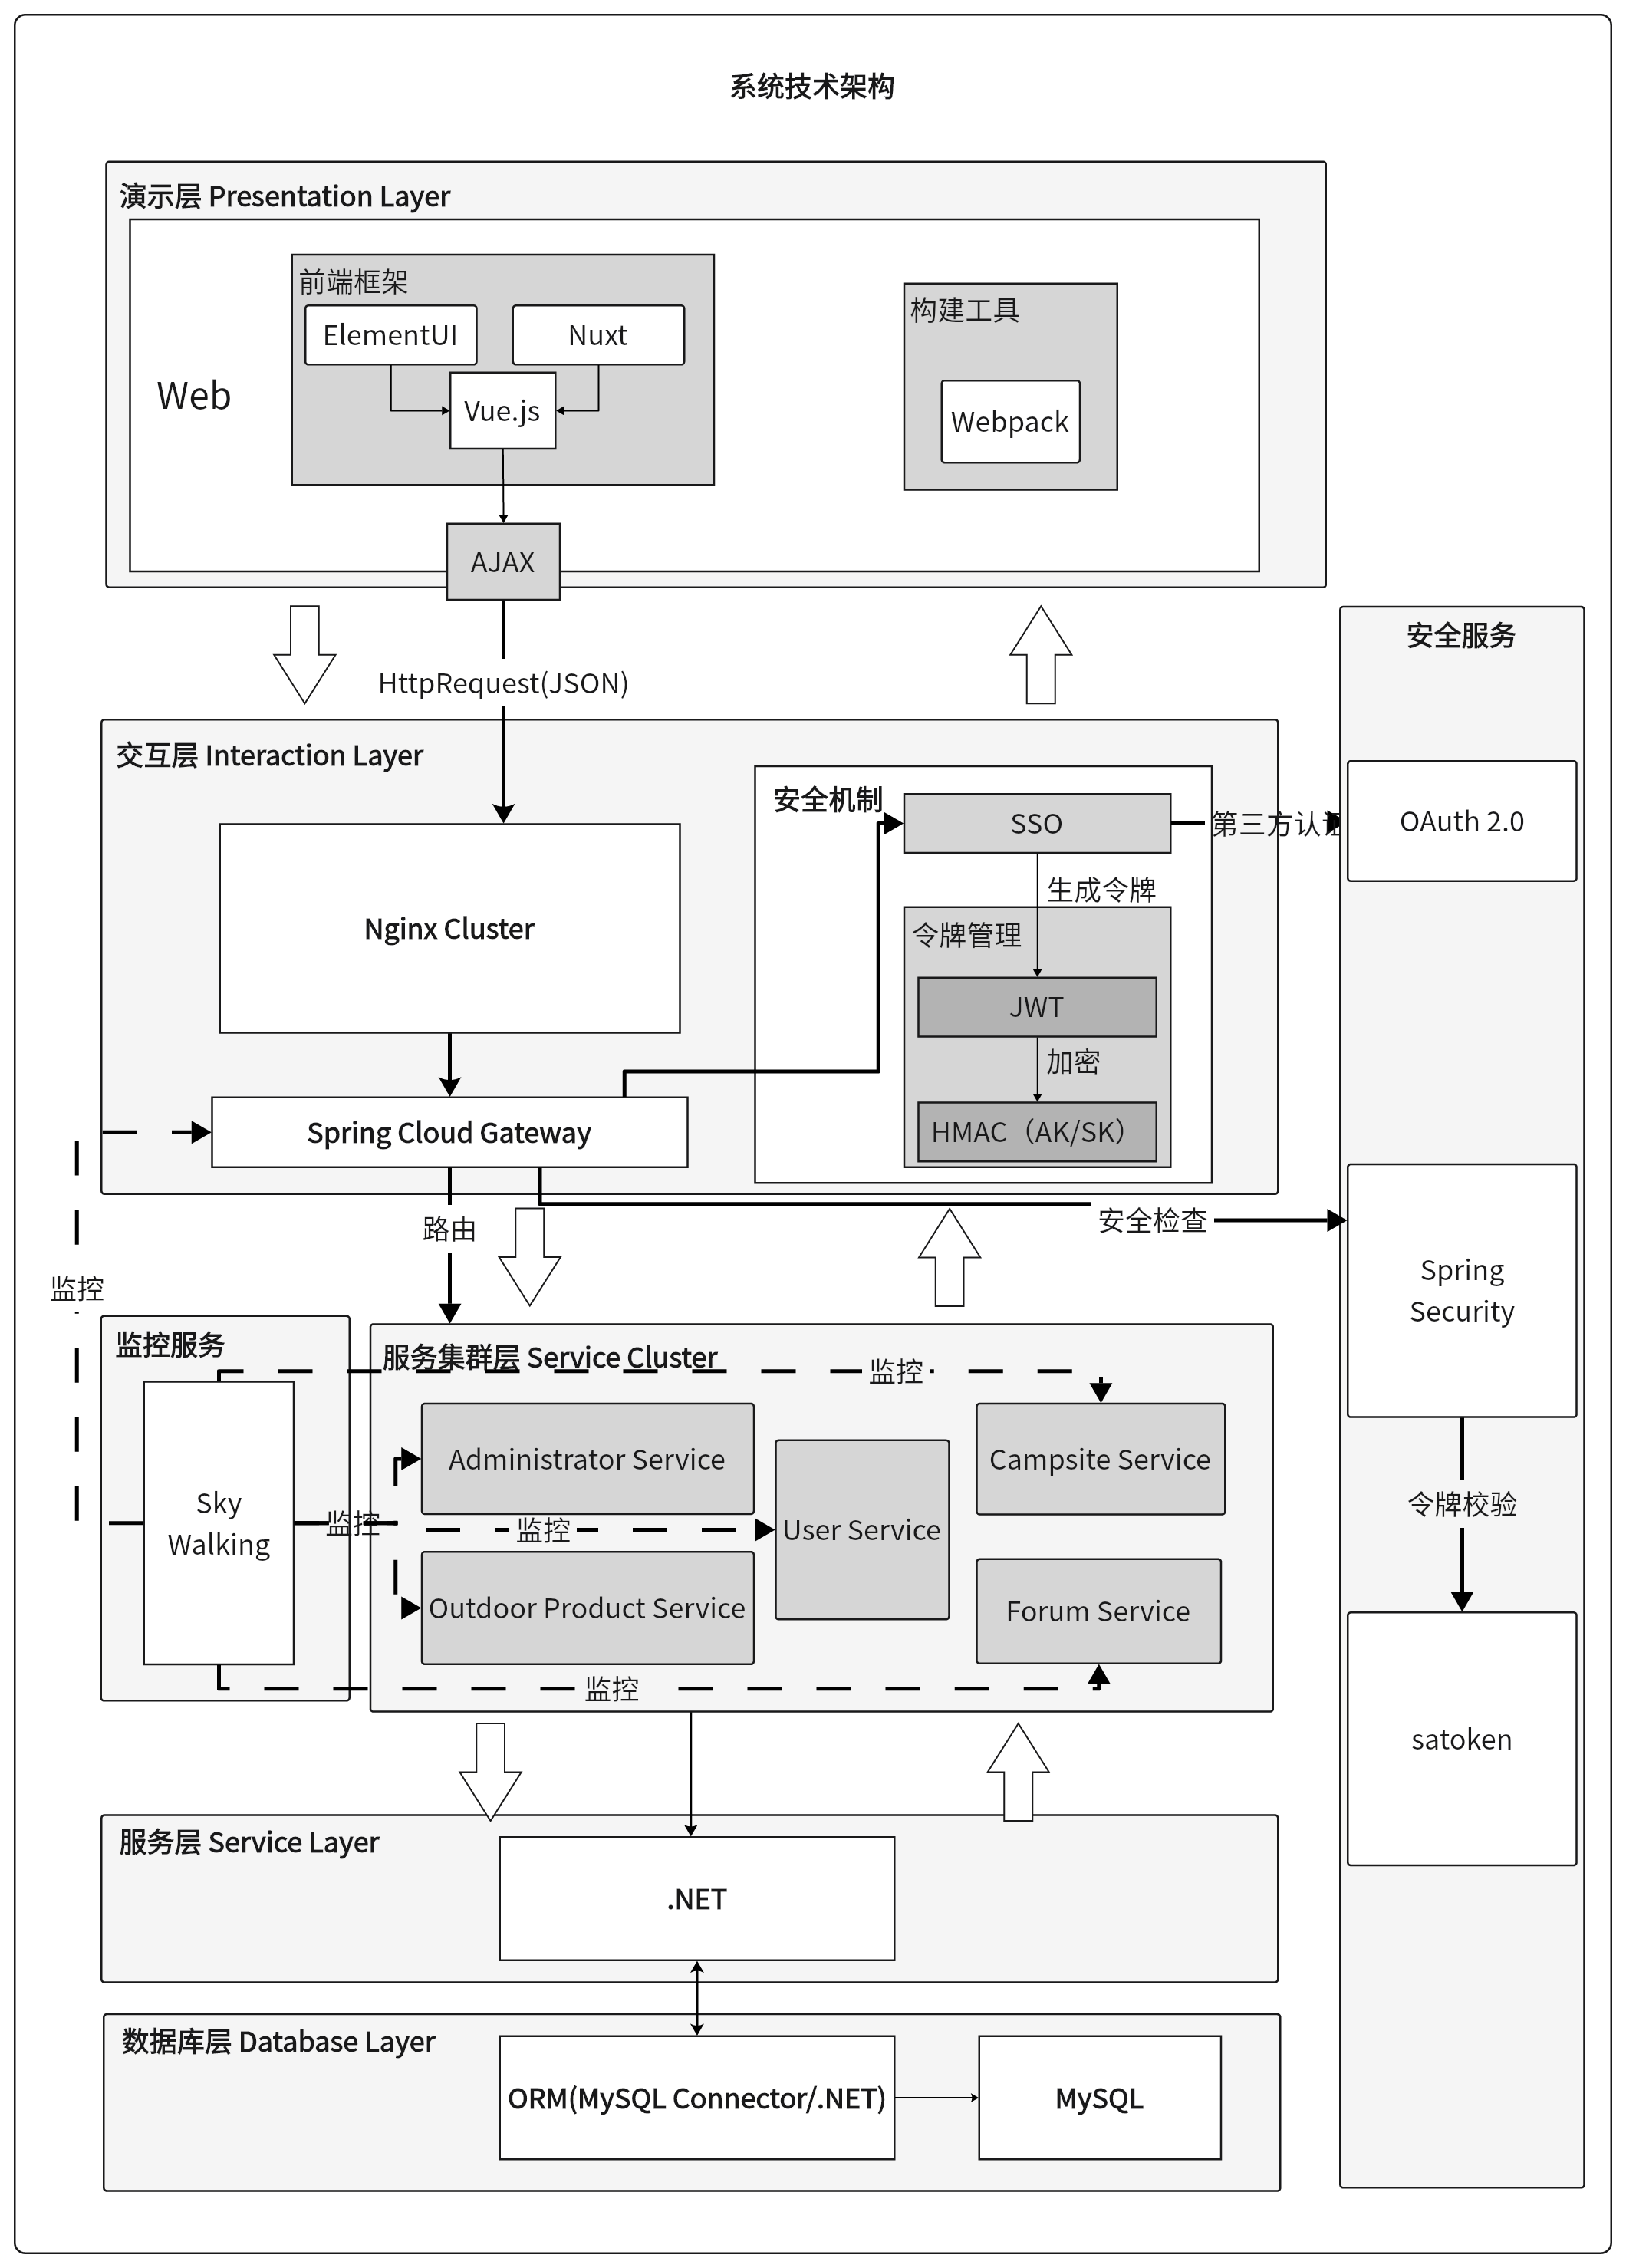 系统技术架构
演示层 Presentation Layer
前端框架
ElementUI
Nuxt
Vue.js
Web
构建工具
Webpack
AJAX
HttpRequest(JSON)
安全服务
交互层 Interaction Layer
安全机制
SSO
第三方认证
OAuth 2.0
生成令牌
Nginx Cluster
令牌管理
JWT
加密
HMAC（AK/SK）
Spring Cloud Gateway
路由
安全检查
Spring
Security
监控
监控服务
服务集群层 Service Cluster
监控
Administrator Service
Campsite Service
Sky
Walking
监控
监控
User Service
令牌校验
Outdoor Product Service
Forum Service
监控
satoken
服务层 Service Layer
.NET
数据库层 Database Layer
ORM(MySQL Connector/.NET)
MySQL